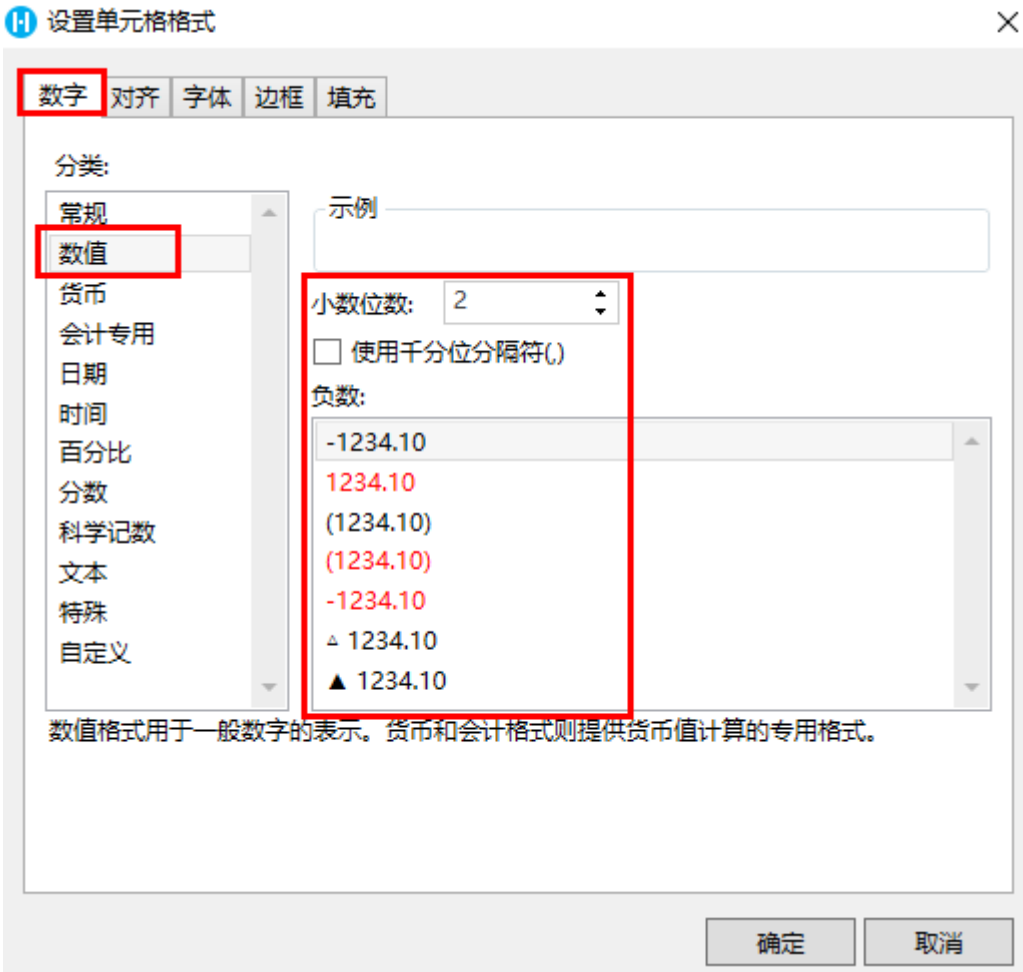 设置单元格格式
数字 对齐 字体 边框 填充
分类:
常规
数值
货币
会计专用
日期
时间
百分比
分数
科学记数
文本
特殊
自定义
示例
小数位数: 2
使用千分位分隔符(,)
负数:
-1234.10
1234.10
(1234.10)
(1234.10)
-1234.10
▵ 1234.10
▲ 1234.10
数值格式用于一般数字的表示。货币和会计格式则提供货币值计算的专用格式。
确定 取消